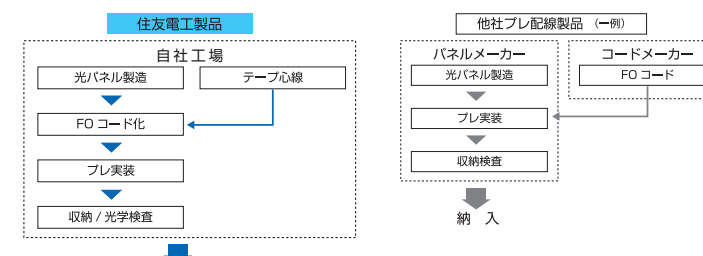 住友電工製品
自社工場
光パネル製造
テープ心線
FO コード化
プレ実装
収納 / 光学検査
他社プレ配線製品 （一例）
パネルメーカー
コードメーカー
光パネル製造
FO コード
プレ実装
収納検査
納 入